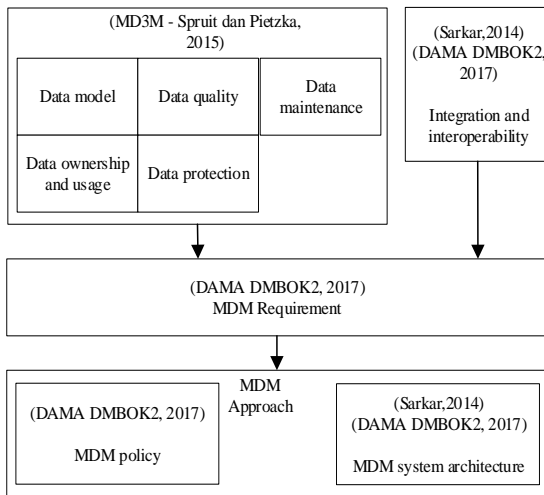 (MD3M - Spruit dan Pietzka,
2015)
Data model
Data quality
Data
maintenance
Data ownership
and usage
Data protection
(Sarkar,2014)
(DAMA DMBOK2,
2017)
Integration and
interoperability
(DAMA DMBOK2, 2017)
MDM Requirement
MDM
Approach
(DAMA DMBOK2, 2017)
MDM policy
(Sarkar,2014)
(DAMA DMBOK2, 2017)
MDM system architecture